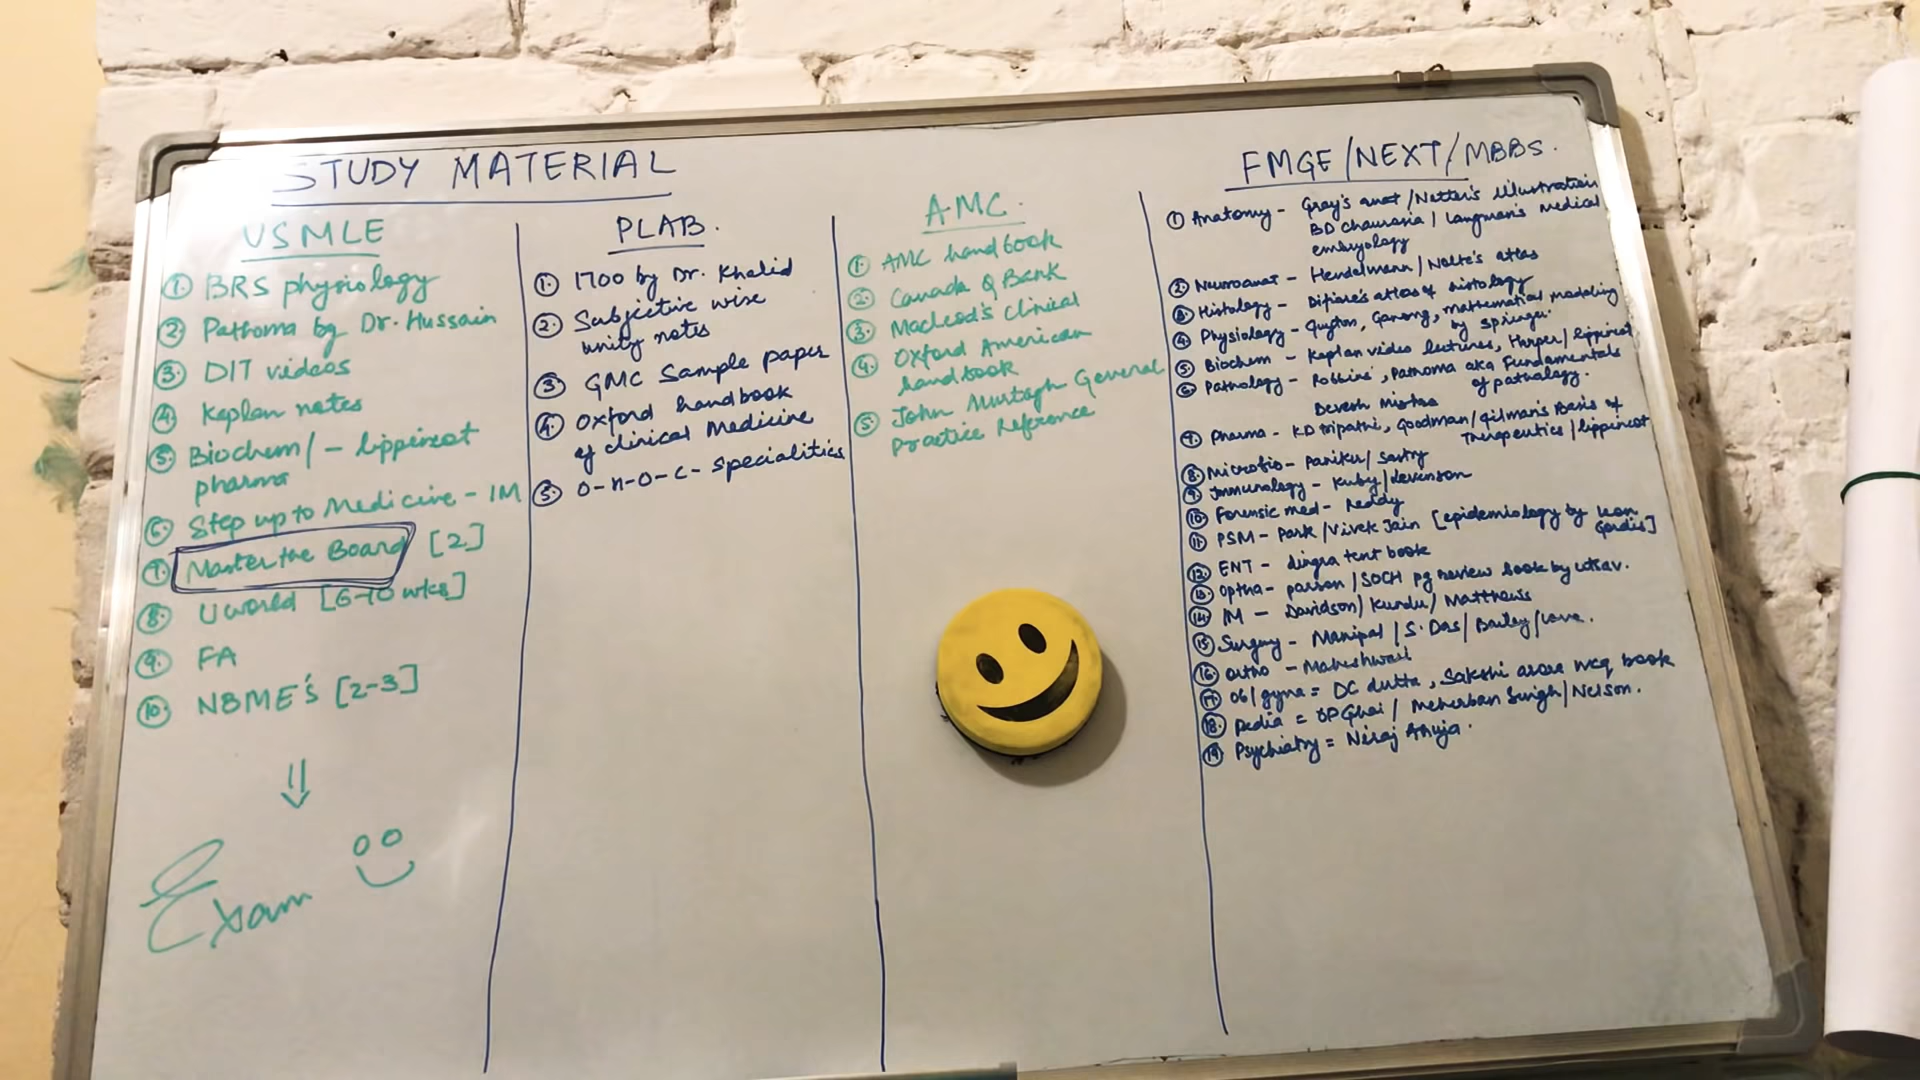 STUDY MATERIAL
USMLE
1. BRS physiology
2. Pathoma by Dr. Hussain
3. DIT videos
4. Kaplan notes
5. Biochem/ - lippincot
pharma
6. Step up to Medicine - IM
7. Master the Board [2]
8. Uworld [6-10 wks]
9. FA
10. NBME's [2-3]
⇓
Exam
PLAB.
1. 1700 by Dr. Khalid
2. Subjective wise
unity notes
3. GMC Sample paper
4. Oxford handbook
of clinical Medicine
5. O-H-O-C- specialities
AMC.
1. AMC handbook
2. Canada Q Bank
3. Macleod's clinical
4. Oxford American
handbook
5. John Murtagh General
Practice Reference
FMGE/NEXT/MBBS.
1 Anatomy - Gray's anat /Netter's illustration
BD chaurasia / Langman's medical
embryology
2. Neuroanat - Hendelmann/Nolte's atlas
3. Histology - Difiore's atlas of histology
4 Physiology - Guyton, Ganong, mathematical modeling
by springer.
5. Biochem - Kaplan video lectures, Harper/lippincot
6 Pathology - Robbins, Pathoma aka Fundamentals
of pathology.
Devesh Mishra
7. Pharma - KD tripathi, Goodman/Gilman's Basis of
Therapeutics/lippincot
8. Microbio - Paniker/ Sastry
9. Immunology - Kuby/Levenson
10. Forensic med - Reddy
11. PSM - Park /Vivek Jain [epidemiology by Leon
Gordis]
12. ENT - dingra text book
13. Optha - parson /SOCH pg review book by utsav.
14. IM - Davidson/ Kundu/ Matthews
15 Surgery - Manipal / S. Das/ Bailey/Love.
16. Ortho - Maheshwari
17. OB/gyna = DC dutta, Sakshi arora mcq book
18. Pedia = OP Ghai / Meherban Singh/Nelson.
19 Psychiatry = Niraj Ahuja.